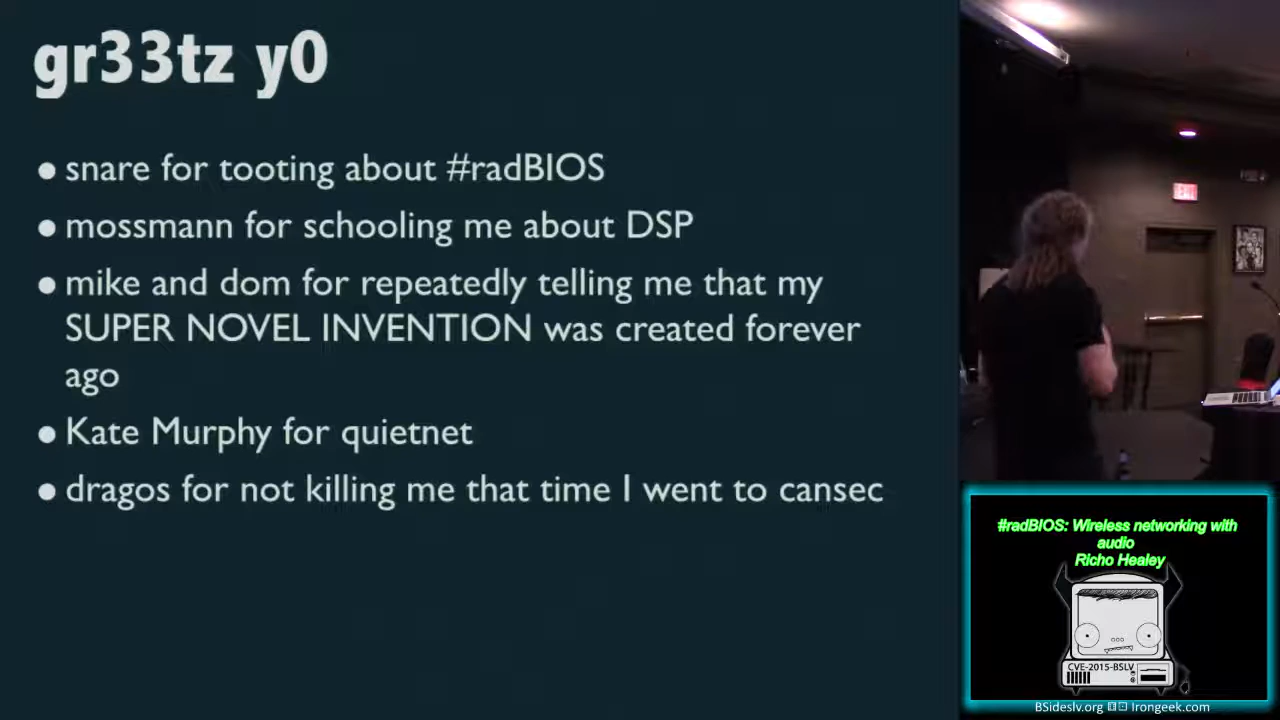 gr33tz y0
• snare for tooting about #radBIOS
• mossmann for schooling me about DSP
• mike and dom for repeatedly telling me that my
SUPER NOVEL INVENTION was created forever
ago
• Kate Murphy for quietnet
• dragos for not killing me that time I went to cansec
EXIT
#radBIOS: Wireless networking with
audio
Richo Healey
CVE-2015-BSLV
BSideslv.org
Irongeek.com